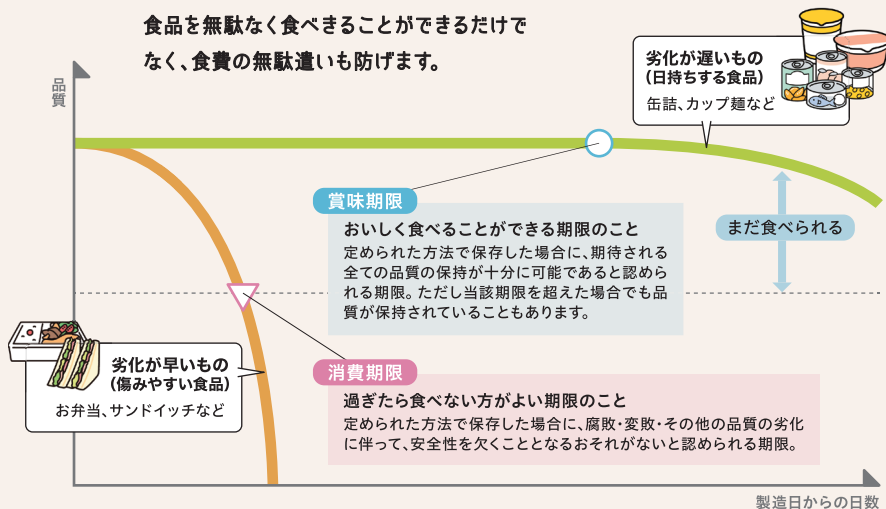 食品を無駄なく食べきることができるだけで
なく、食費の無駄遣いも防げます。
品質
劣化が遅いもの
(日持ちする食品)
缶詰、カップ麺など
賞味期限
おいしく食べることができる期限のこと
定められた方法で保存した場合に、期待される
全ての品質の保持が十分に可能であると認めら
れる期限。ただし当該期限を超えた場合でも品
質が保持されていることもあります。
まだ食べられる
劣化が早いもの
(傷みやすい食品)
お弁当、サンドイッチなど
消費期限
過ぎたら食べない方がよい期限のこと
定められた方法で保存した場合に、腐敗・変敗・その他の品質の劣化
に伴って、安全性を欠くこととなるおそれがないと認められる期限。
製造日からの日数